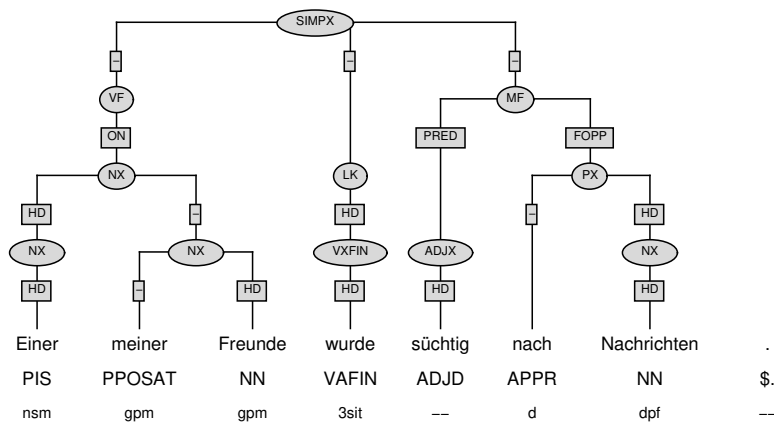 SIMPX
– – –
VF MF
ON PRED FOPP
NX LK PX
HD – HD – HD
NX NX VXFIN ADJX NX
HD – HD HD HD HD
Einer meiner Freunde wurde süchtig nach Nachrichten .
PIS PPOSAT NN VAFIN ADJD APPR NN $.
nsm gpm gpm 3sit –– d dpf ––